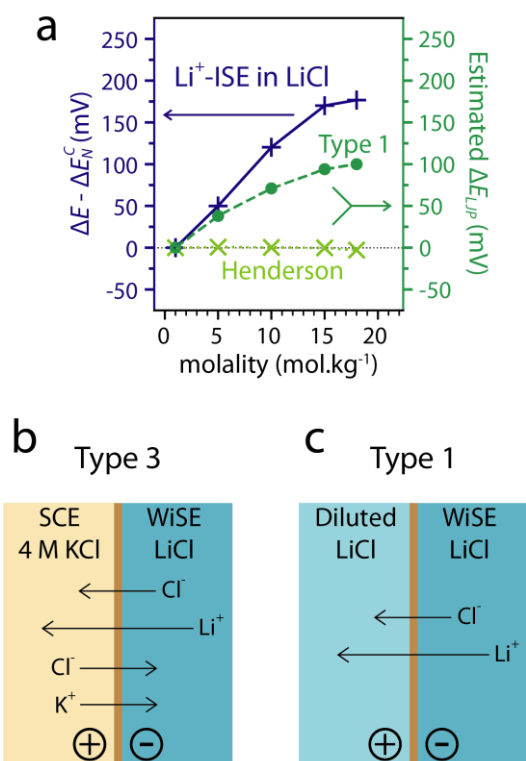 a
Li⁺-ISE in LiCl
Type 1
Henderson
ΔE - ΔE_N^C (mV)
250
200
150
100
50
0
-50
Estimated ΔE_LJP (mV)
250
200
150
100
50
0
-50
0 5 10 15 20
molality (mol.kg⁻¹)
b
Type 3
SCE
4 M KCl
WiSE
LiCl
Cl⁻
Li⁺
Cl⁻
K⁺
+ -
c
Type 1
Diluted
LiCl
WiSE
LiCl
Cl⁻
Li⁺
+ -